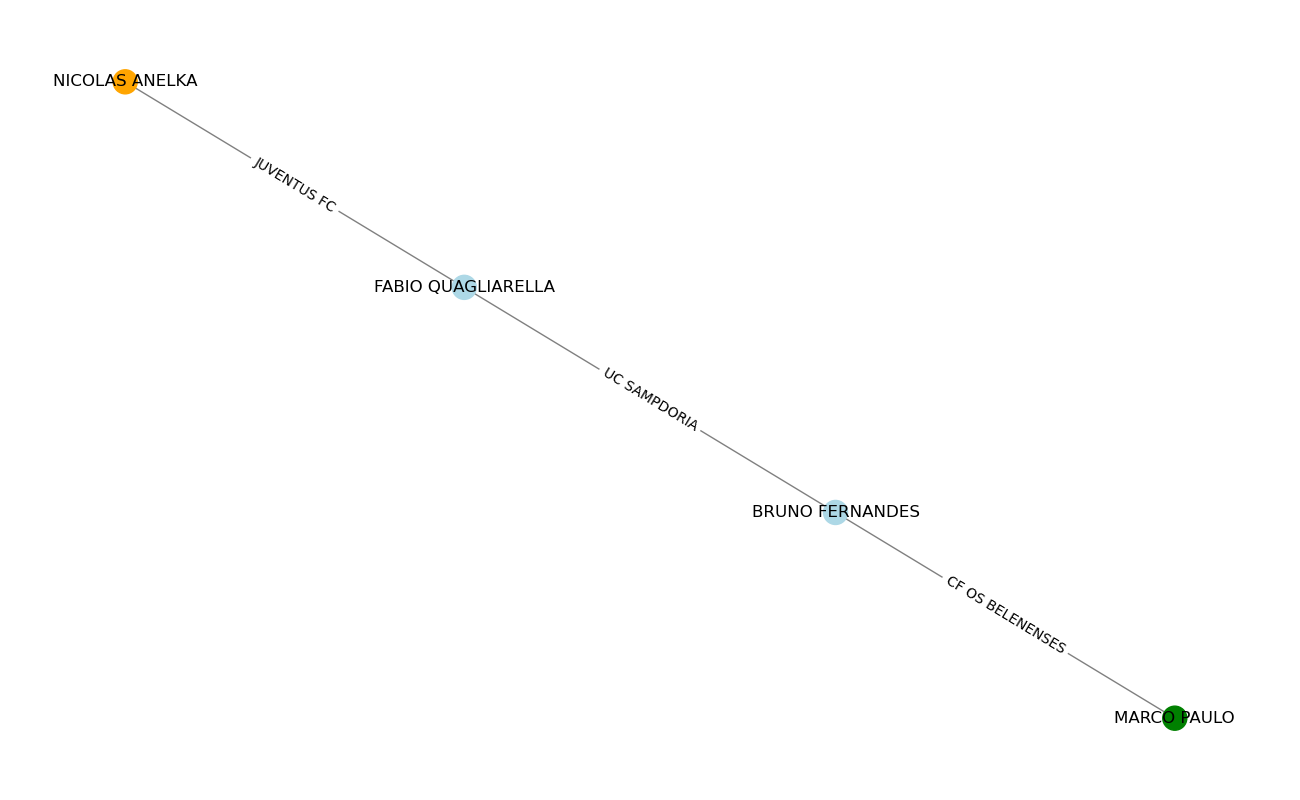 NICOLAS ANELKA
JUVENTUS FC
FABIO QUAGLIARELLA
UC SAMPDORIA
BRUNO FERNANDES
CF OS BELENENSES
MARCO PAULO